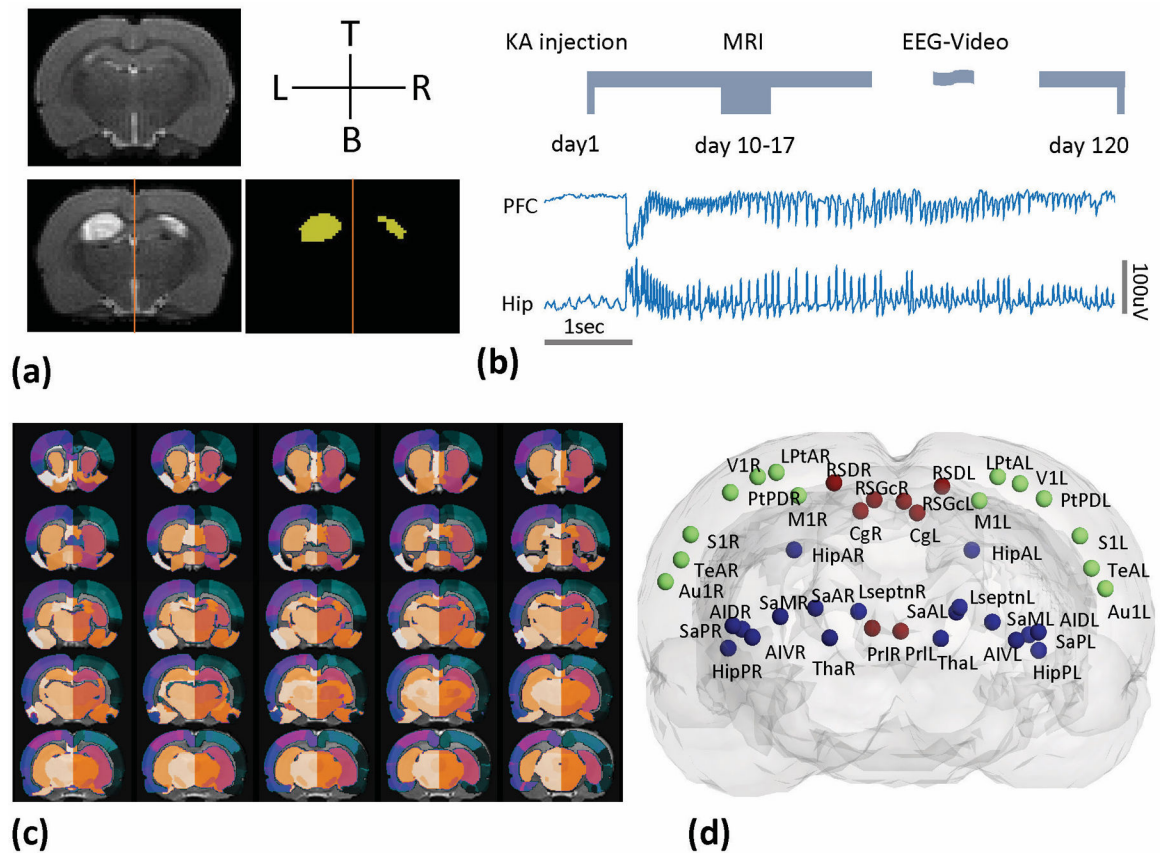 T
L R
B
(a)
KA injection MRI EEG-Video
day1 day 10-17 day 120
PFC
Hip
100uV
1sec
(b)
(c)
LPtAR RSDR RSDL LPtAL
V1R V1L
RSGcR
PtPDR RSGcL PtPDL
M1R M1L
CgR CgL
S1R HipAR HipAL S1L
TeAR TeAL
Au1R SaAR LseptnR LseptnL Au1L
AIDR SaMR SaAL SaML AIDL
SaPR SaPL
AIVR PrlR PrlL AIVL
HipPR ThaR ThaL HipPL
(d)